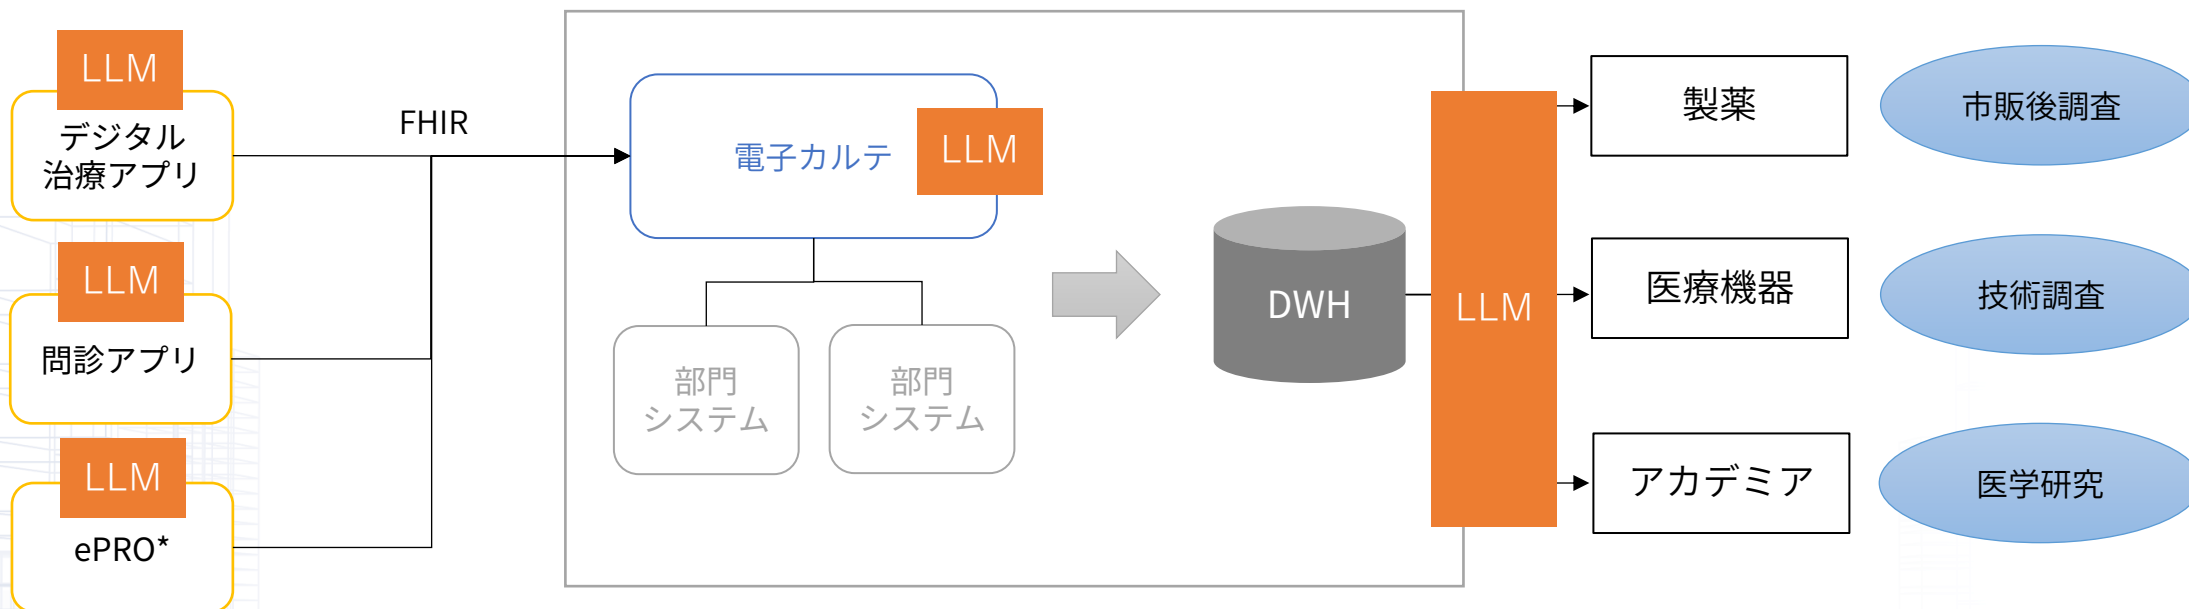 LLM
デジタル
治療アプリ
LLM
問診アプリ
LLM
ePRO*
FHIR
電子カルテ
LLM
部門
システム
部門
システム
DWH
LLM
製薬
市販後調査
医療機器
技術調査
アカデミア
医学研究